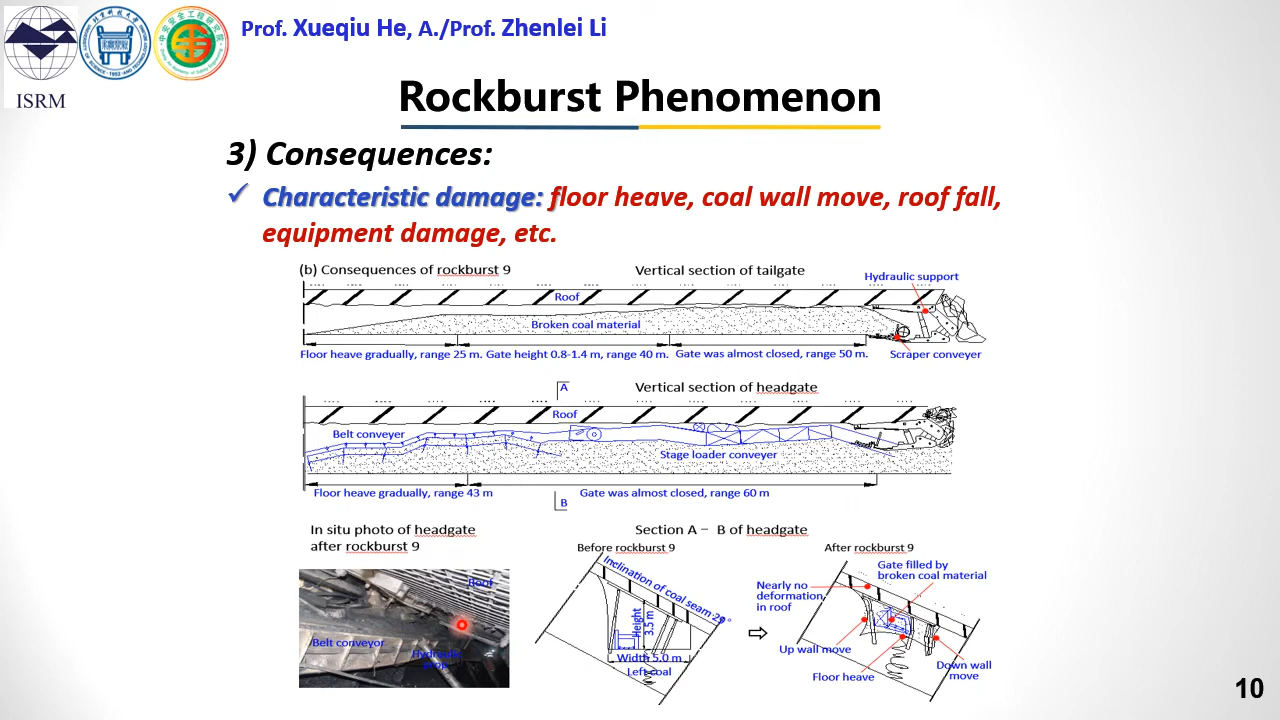 Prof. Xueqiu He, A./Prof. Zhenlei Li
ISRM
Rockburst Phenomenon
3) Consequences:
✓ Characteristic damage: floor heave, coal wall move, roof fall,
equipment damage, etc.
(b) Consequences of rockburst 9
Vertical section of tailgate
Hydraulic support
Roof
Broken coal material
Floor heave gradually, range 25 m.
Gate height 0.8-1.4 m, range 40 m.
Gate was almost closed, range 50 m.
Scraper conveyer
A
Vertical section of headgate
Roof
Belt conveyer
Stage loader conveyer
Floor heave gradually, range 43 m
Gate was almost closed, range 60 m
B
In situ photo of headgate
after rockburst 9
Roof
Belt conveyor
Hydraulic
prop
Section A – B of headgate
Before rockburst 9
Inclination of coal seam 29°
Height
3.5 m
Width 5.0 m
Left coal
After rockburst 9
Gate filled by
broken coal material
Nearly no
deformation
in roof
Up wall move
Floor heave
Down wall
move
10